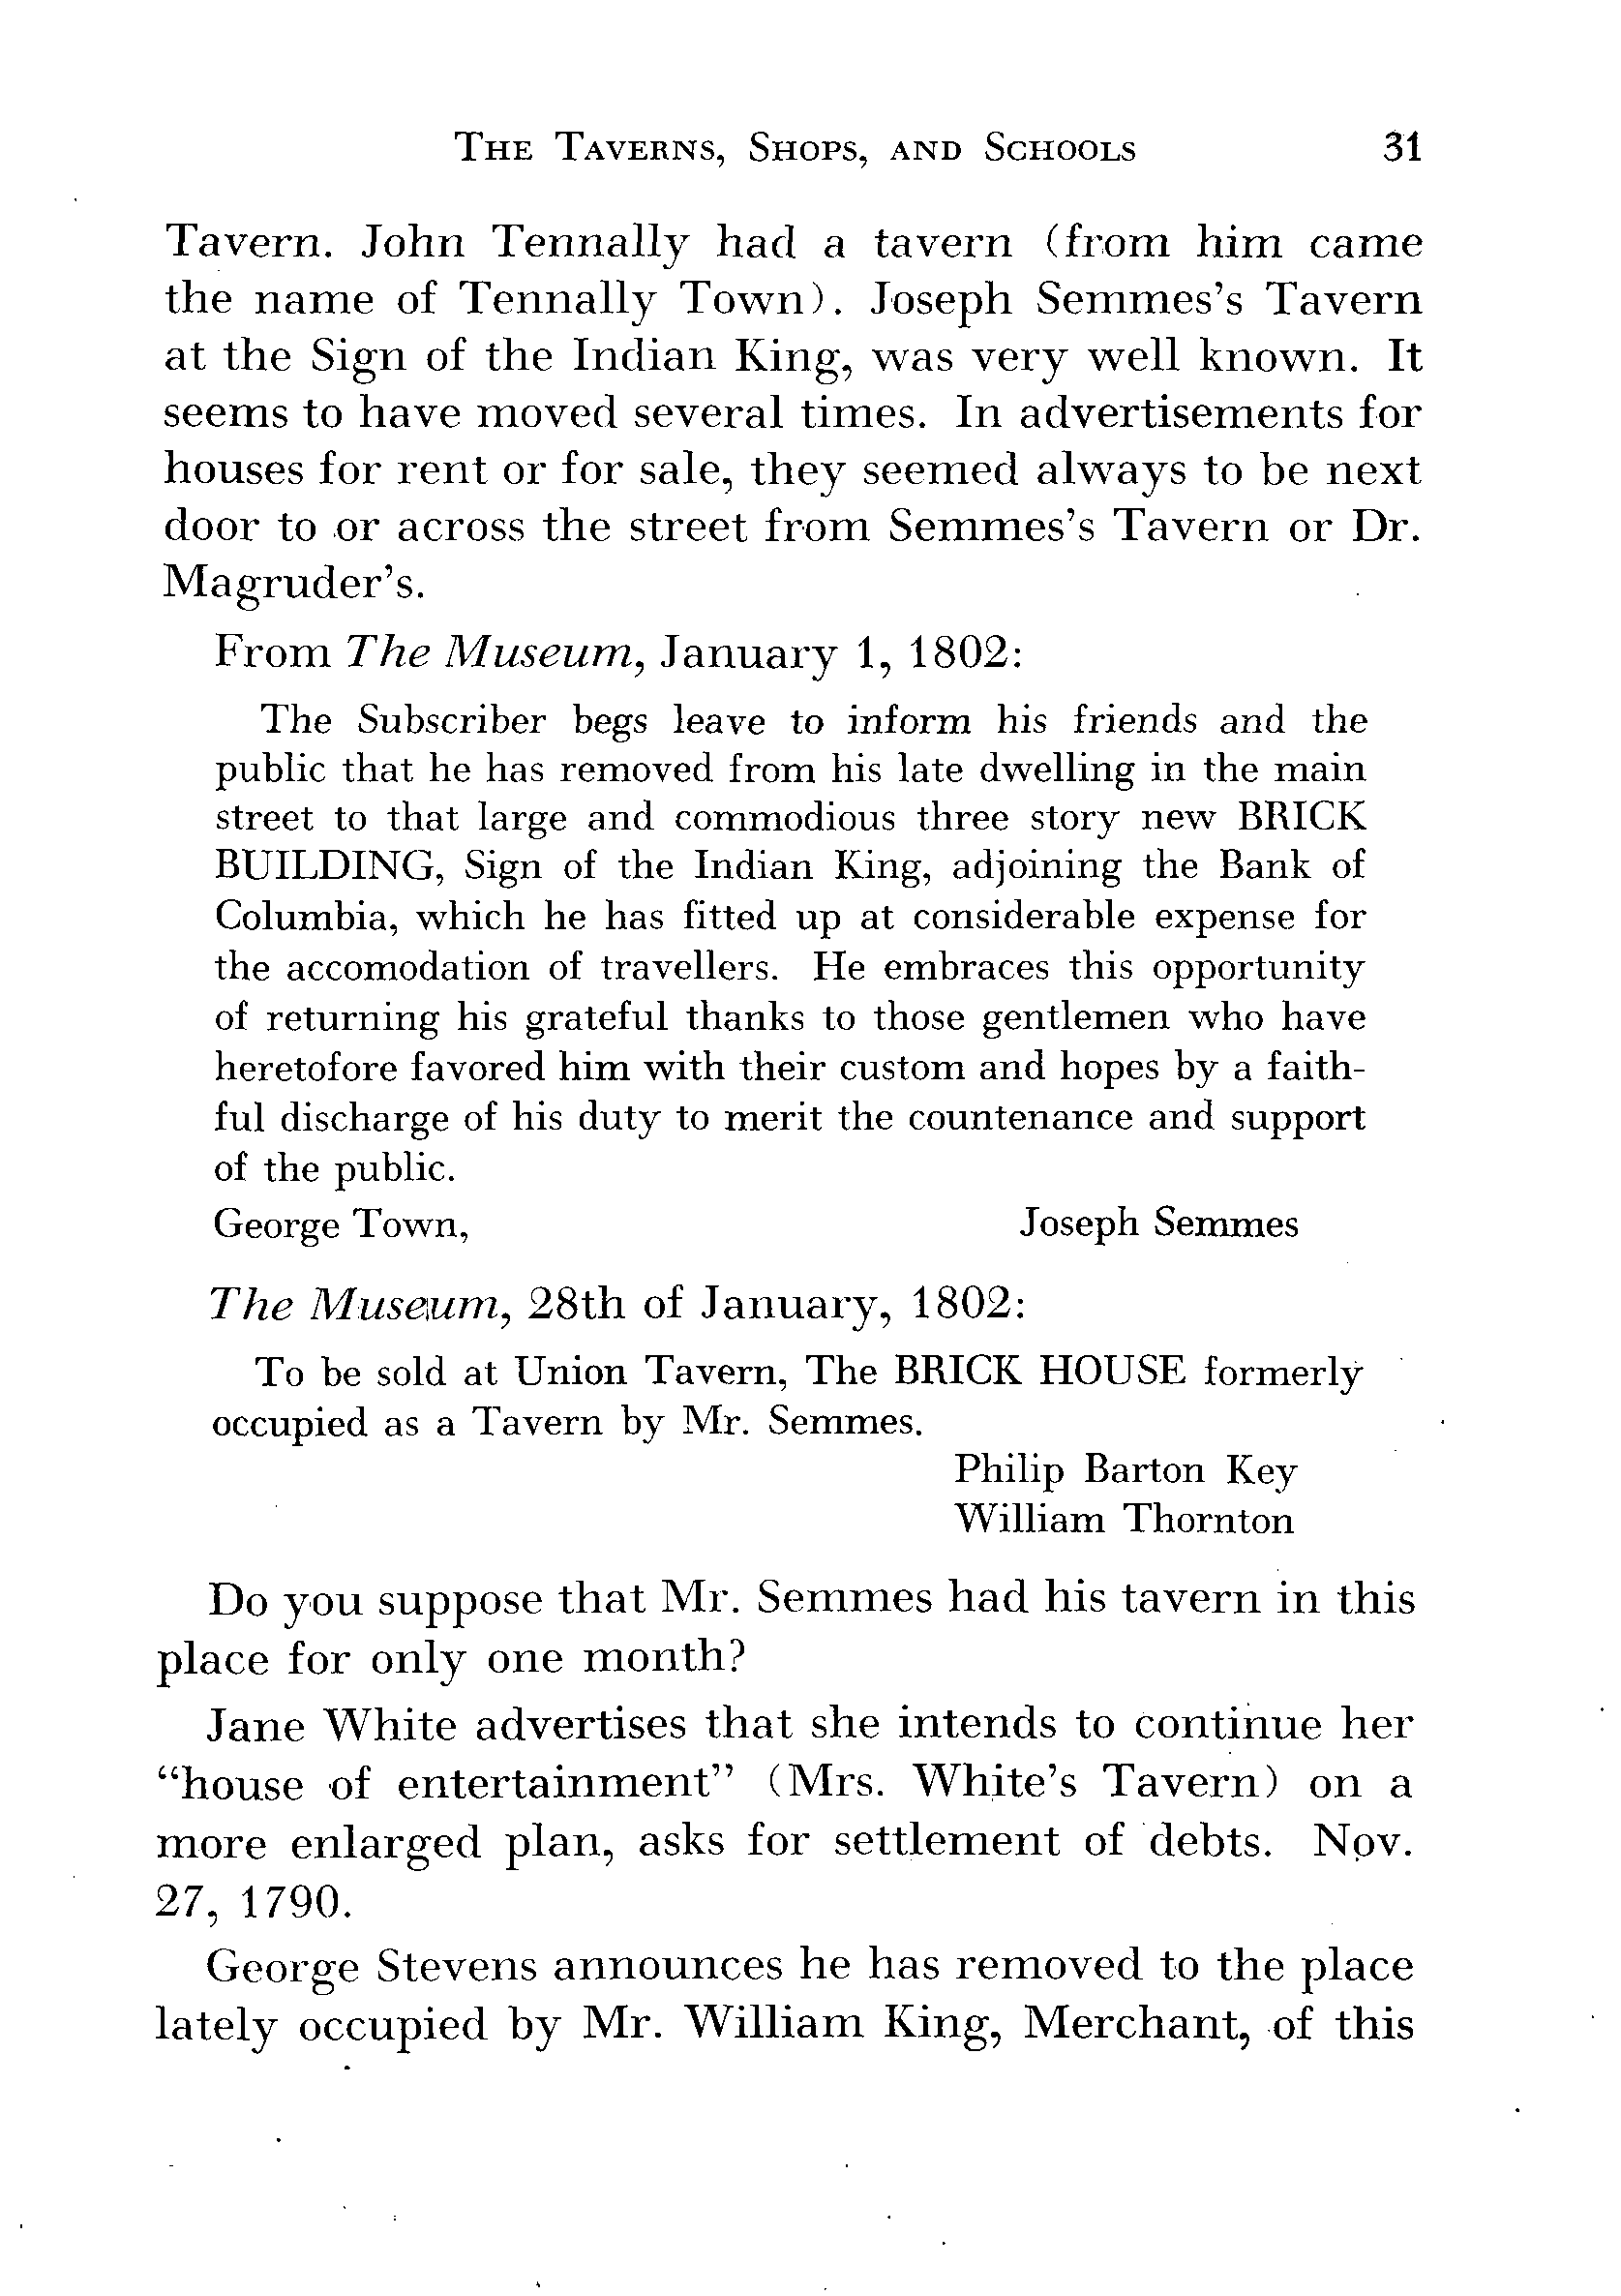 The Taverns, Shops, and Schools 31
Tavern. John Tennally had a tavern (from him came
the name of Tennally Town). Joseph Semmes's Tavern
at the Sign of the Indian King, was very well known. It
seems to have moved several times. In advertisements for
houses for rent or for sale, they seemed always to be next
door to or across the street from Semmes's Tavern or Dr.
Magruder's.
From The Museum, January 1, 1802:
The Subscriber begs leave to inform his friends and the
public that he has removed from his late dwelling in the main
street to that large and commodious three story new BRICK
BUILDING, Sign of the Indian King, adjoining the Bank of
Columbia, which he has fitted up at considerable expense for
the accomodation of travellers. He embraces this opportunity
of returning his grateful thanks to those gentlemen who have
heretofore favored him with their custom and hopes by a faith-
ful discharge of his duty to merit the countenance and support
of the public.
George Town, Joseph Semmes
The Museum, 28th of January, 1802:
To be sold at Union Tavern, The BRICK HOUSE formerly
occupied as a Tavern by Mr. Semmes.
Philip Barton Key
William Thornton
Do you suppose that Mr. Semmes had his tavern in this
place for only one month?
Jane White advertises that she intends to continue her
“house of entertainment” (Mrs. White's Tavern) on a
more enlarged plan, asks for settlement of debts. Nov.
27, 1790.
George Stevens announces he has removed to the place
lately occupied by Mr. William King, Merchant, of this